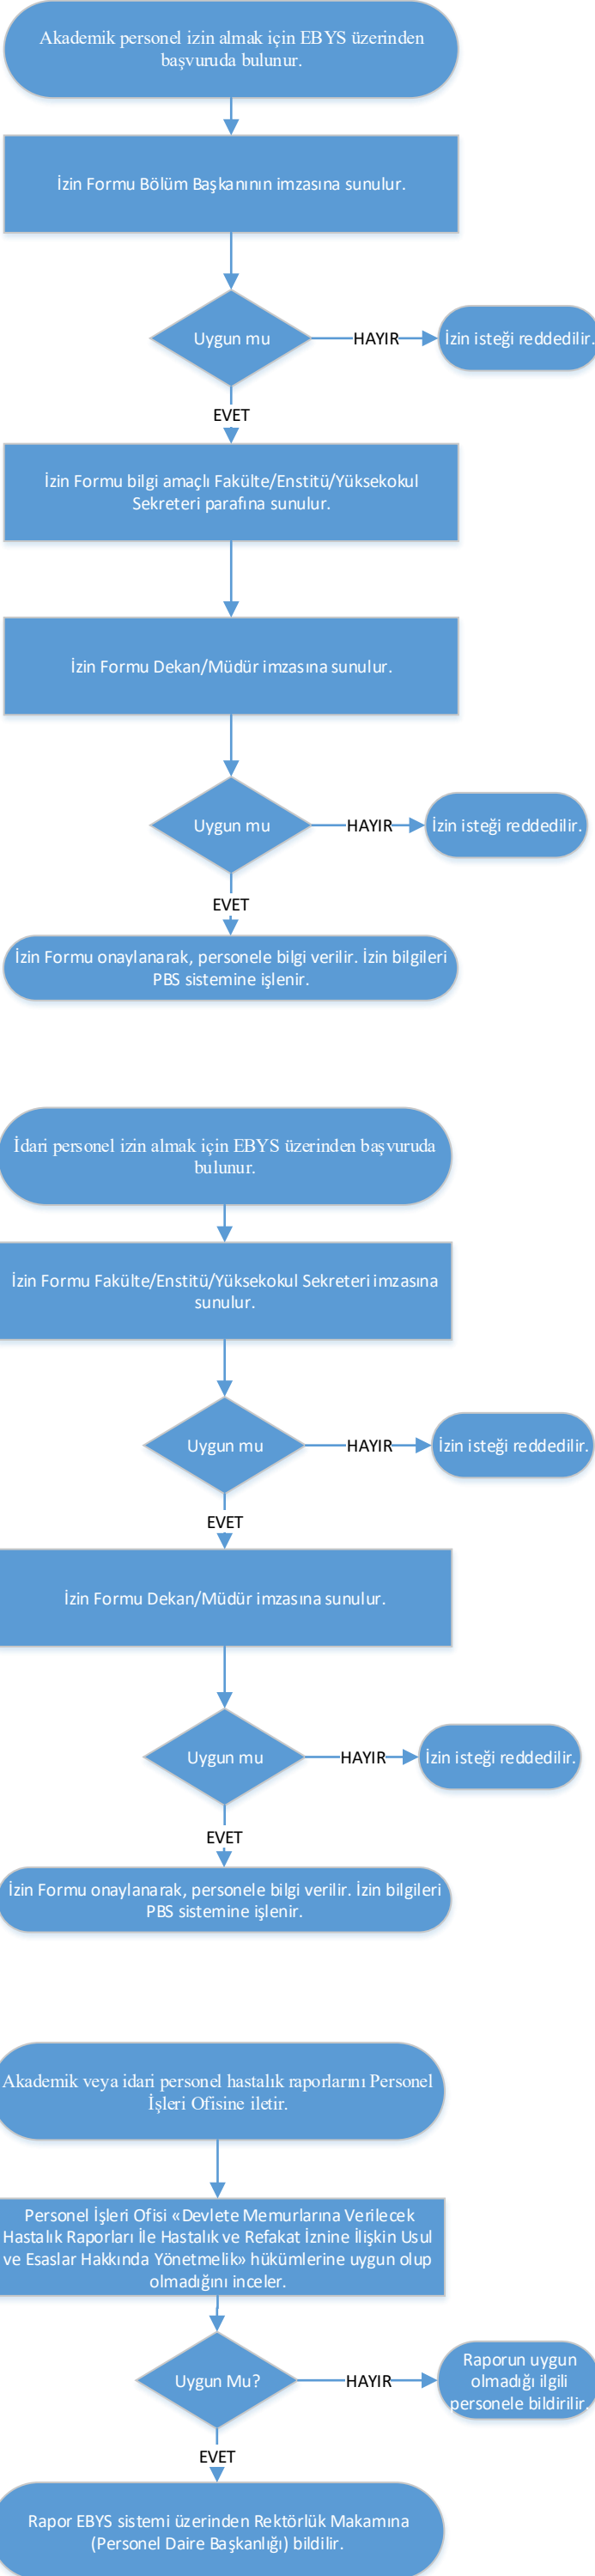 Akademik personel izin almak için EBYS üzerinden
başvuruda bulunur.
İzin Formu Bölüm Başkanının imzasına sunulur.
Uygun mu
HAYIR
İzin isteği reddedilir.
EVET
İzin Formu bilgi amaçlı Fakülte/Enstitü/Yüksekokul
Sekreteri parafına sunulur.
İzin Formu Dekan/Müdür imzasına sunulur.
Uygun mu
HAYIR
İzin isteği reddedilir.
EVET
İzin Formu onaylanarak, personele bilgi verilir. İzin bilgileri
PBS sistemine işlenir.
İdari personel izin almak için EBYS üzerinden başvuruda
bulunur.
İzin Formu Fakülte/Enstitü/Yüksekokul Sekreteri imzasına
sunulur.
Uygun mu
HAYIR
İzin isteği reddedilir.
EVET
İzin Formu Dekan/Müdür imzasına sunulur.
Uygun mu
HAYIR
İzin isteği reddedilir.
EVET
İzin Formu onaylanarak, personele bilgi verilir. İzin bilgileri
PBS sistemine işlenir.
Akademik veya idari personel hastalık raporlarını Personel
İşleri Ofisine iletir.
Personel İşleri Ofisi «Devlete Memurlarına Verilecek
Hastalık Raporları İle Hastalık ve Refakat İznine İlişkin Usul
ve Esaslar Hakkında Yönetmelik» hükümlerine uygun olup
olmadığını inceler.
Uygun Mu?
HAYIR
Raporun uygun
olmadığı ilgili
personele bildirilir.
EVET
Rapor EBYS sistemi üzerinden Rektörlük Makamına
(Personel Daire Başkanlığı) bildilir.